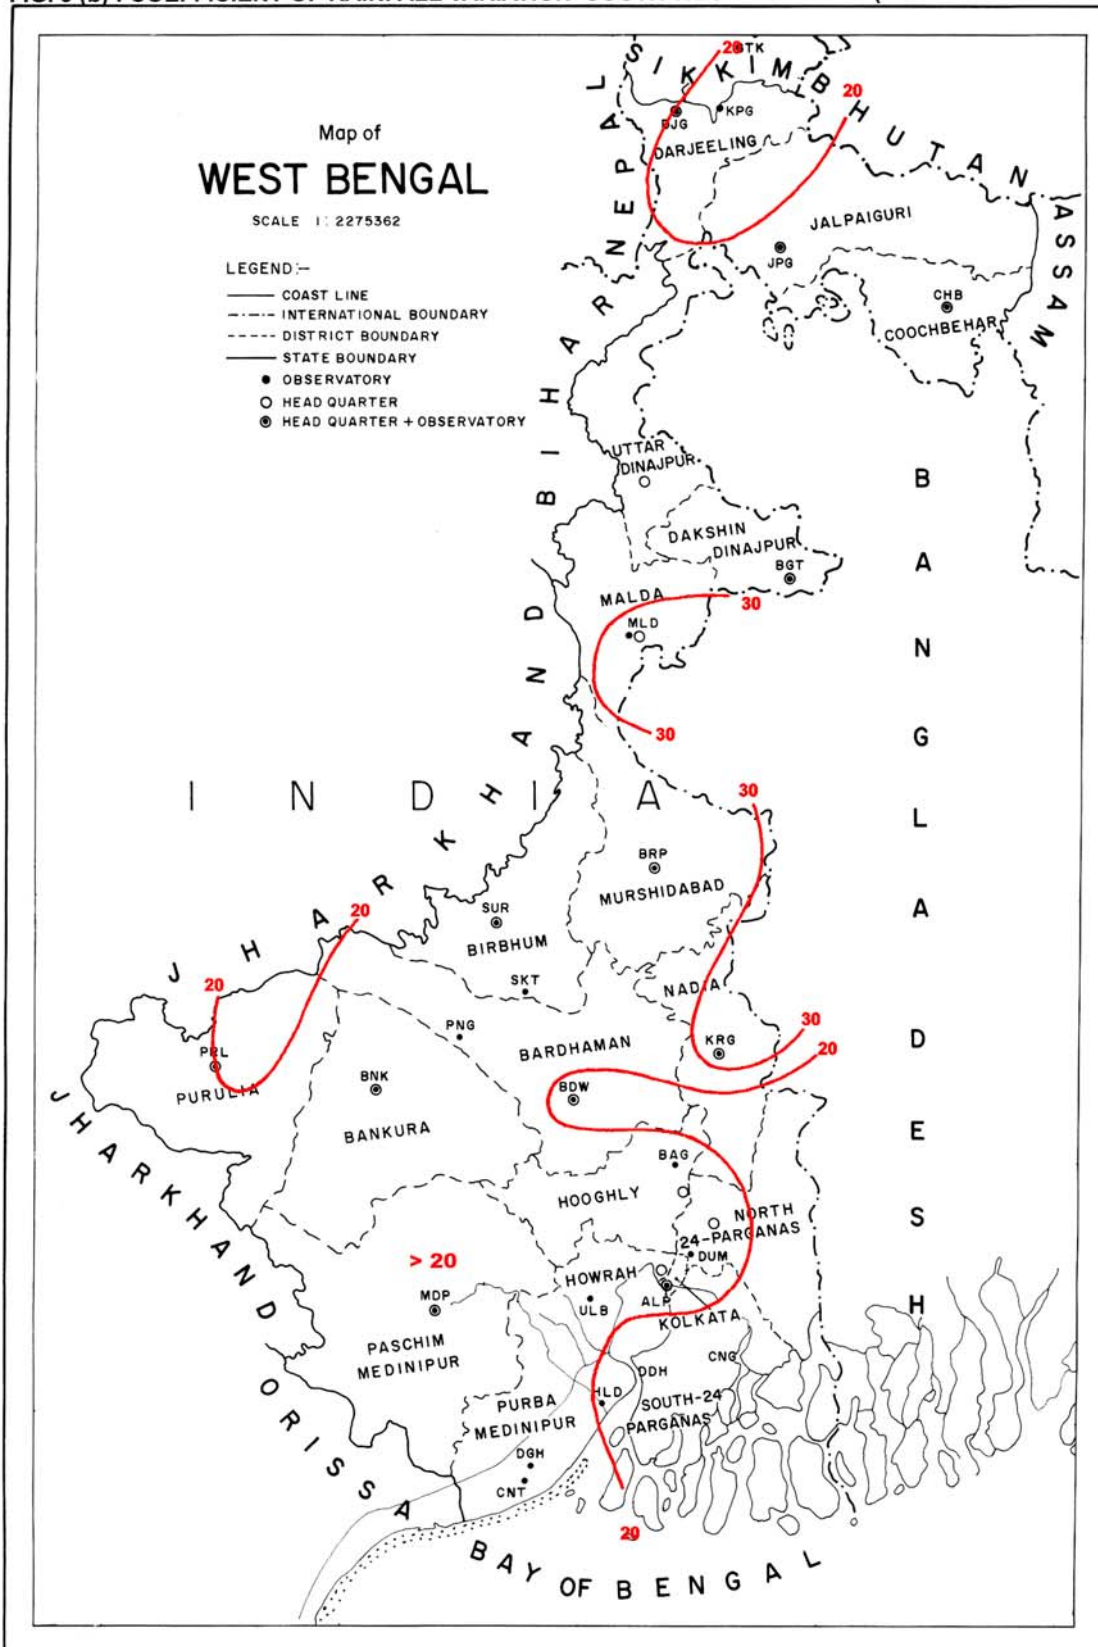 Map of
WEST BENGAL
SCALE 1: 2275362
LEGEND:-
COAST LINE
INTERNATIONAL BOUNDARY
DISTRICT BOUNDARY
STATE BOUNDARY
OBSERVATORY
HEAD QUARTER
HEAD QUARTER + OBSERVATORY
SIKKIM
NEPAL
BHUTAN
ASSAM
BIHAR
JHARKHAND
INDIA
BANGLADESH
20
GTK
20
DJG
KPG
DARJEELING
JALPAIGURI
JPG
CHB
COOCHBEHAR
UTTAR
DINAJPUR
DAKSHIN
DINAJPUR
BGT
MALDA
30
MLD
30
30
BRP
MURSHIDABAD
20
SUR
BIRBHUM
SKT
20
NADIA
PNG
BARDHAMAN
30
KRG
20
PRL
PURULIA
BNK
BDW
BANKURA
BAG
HOOGHLY
NORTH
24-PARGANAS
DUM
> 20
HOWRAH
MDP
ULB
ALP
KOLKATA
PASCHIM
MEDINIPUR
CNG
DDH
HLD
SOUTH-24
PARGANAS
PURBA
MEDINIPUR
DGH
CNT
20
JHARKHAND
ORISSA
BAY OF BENGAL